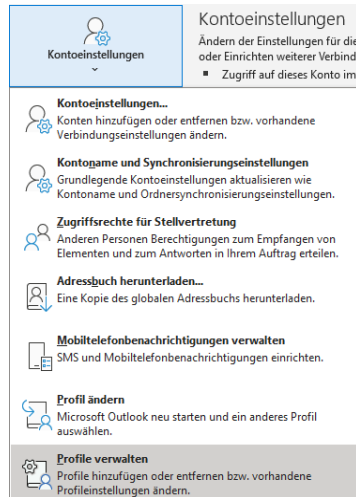 Kontoeinstellungen
Kontoeinstellungen
Ändern der Einstellungen für die
oder Einrichten weiterer Verbind
▪ Zugriff auf dieses Konto im
Kontoeinstellungen...
Konten hinzufügen oder entfernen bzw. vorhandene
Verbindungseinstellungen ändern.
Kontoname und Synchronisierungseinstellungen
Grundlegende Kontoeinstellungen aktualisieren wie
Kontoname und Ordnersynchronisierungseinstellungen.
Zugriffsrechte für Stellvertretung
Anderen Personen Berechtigungen zum Empfangen von
Elementen und zum Antworten in Ihrem Auftrag erteilen.
Adressbuch herunterladen...
Eine Kopie des globalen Adressbuchs herunterladen.
Mobiltelefonbenachrichtigungen verwalten
SMS und Mobiltelefonbenachrichtigungen einrichten.
Profil ändern
Microsoft Outlook neu starten und ein anderes Profil
auswählen.
Profile verwalten
Profile hinzufügen oder entfernen bzw. vorhandene
Profileinstellungen ändern.